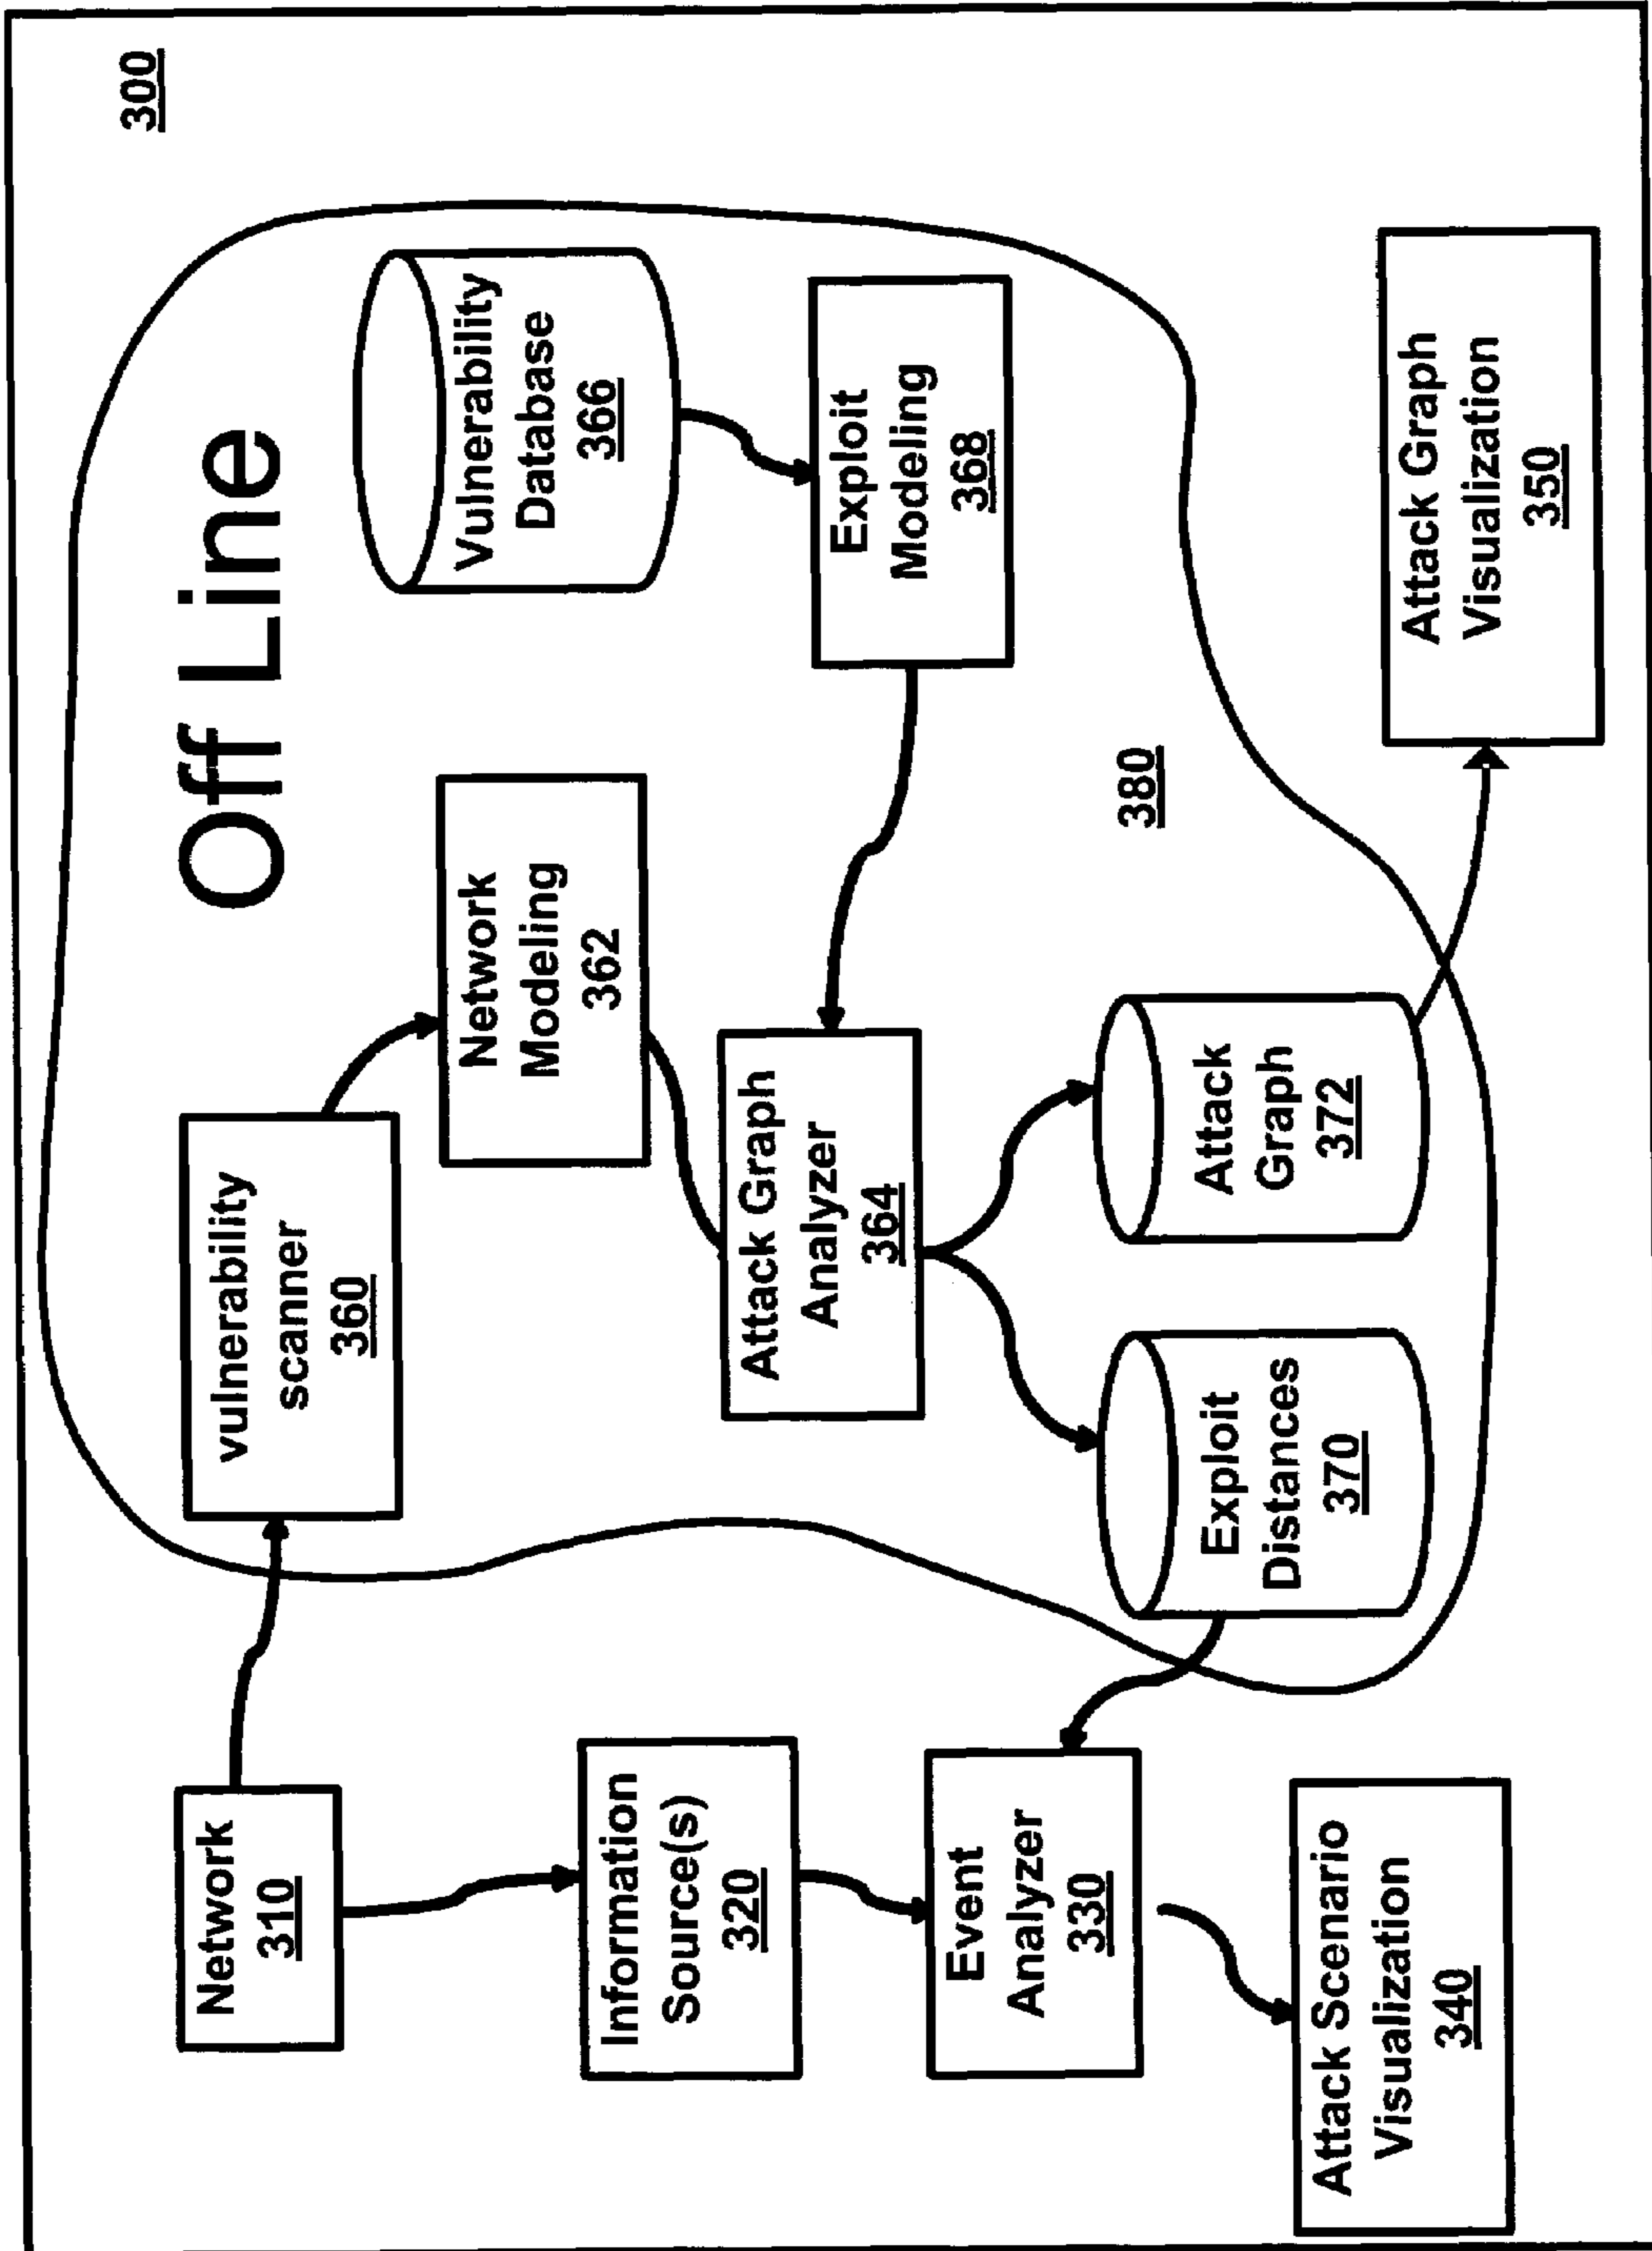 300
Off Line
Network
310
vulnerability
scanner
360
Network
Modeling
362
Vulnerability
Database
366
Information
Source(s)
320
Attack Graph
Analyzer
364
Exploit
Modeling
368
Event
Analyzer
330
Exploit
Distances
370
Attack
Graph
372
380
Attack Scenario
Visualization
340
Attack Graph
Visualization
350